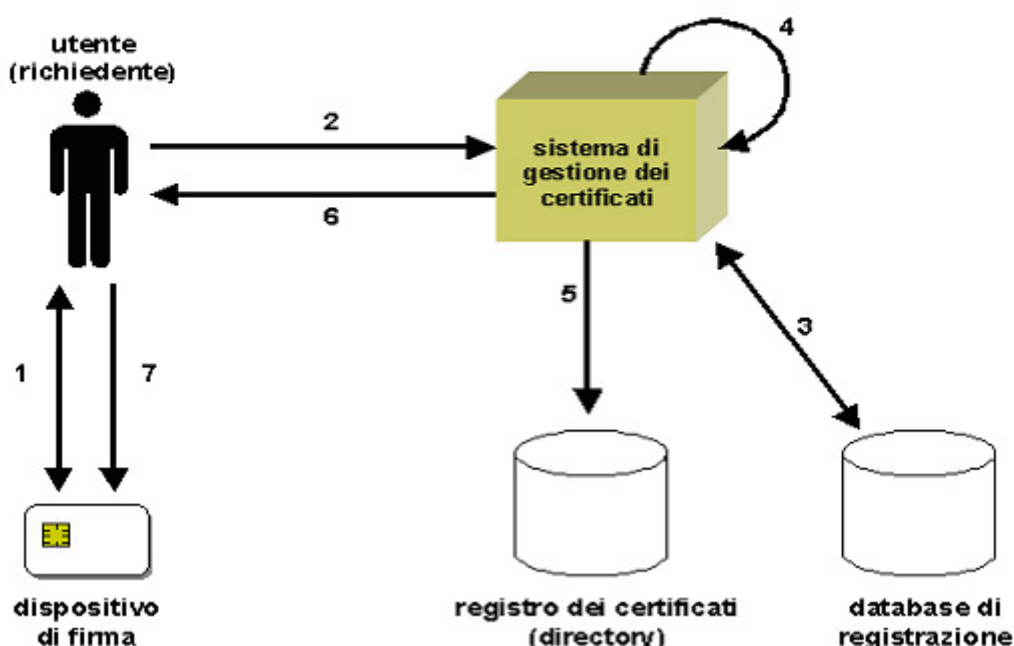 utente
(richiedente)
4
2
sistema di
gestione dei
certificati
6
5
3
1
7
dispositivo
di firma
registro dei certificati
(directory)
database di
registrazione